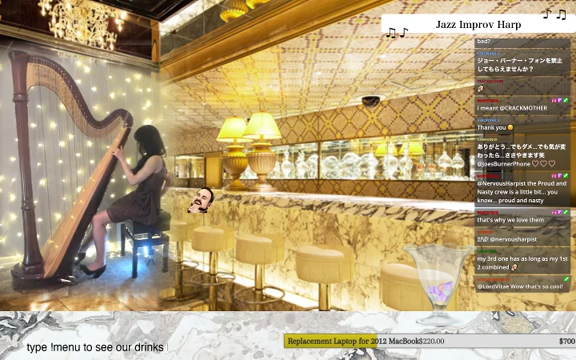 Jazz Improv Harp
bad?
ジョー・バーナー・フォンを禁止
してもらえませんか？
i meant @CRACKMOTHER
Thank you
ありがとう…でもダメ…でも気が変
わったら…ささやきます笑
@JoesBurnerPhone
@NervousHarpist the Proud and
Nasty crew is a little bit... you
know... proud and nasty
that's why we love them
@nervousharpist
my 3rd one has as long as my 1st
2 combined
@LordVitae Wow that's so cool!
type !menu to see our drinks
Replacement Laptop for 2012 MacBook$220.00
$700